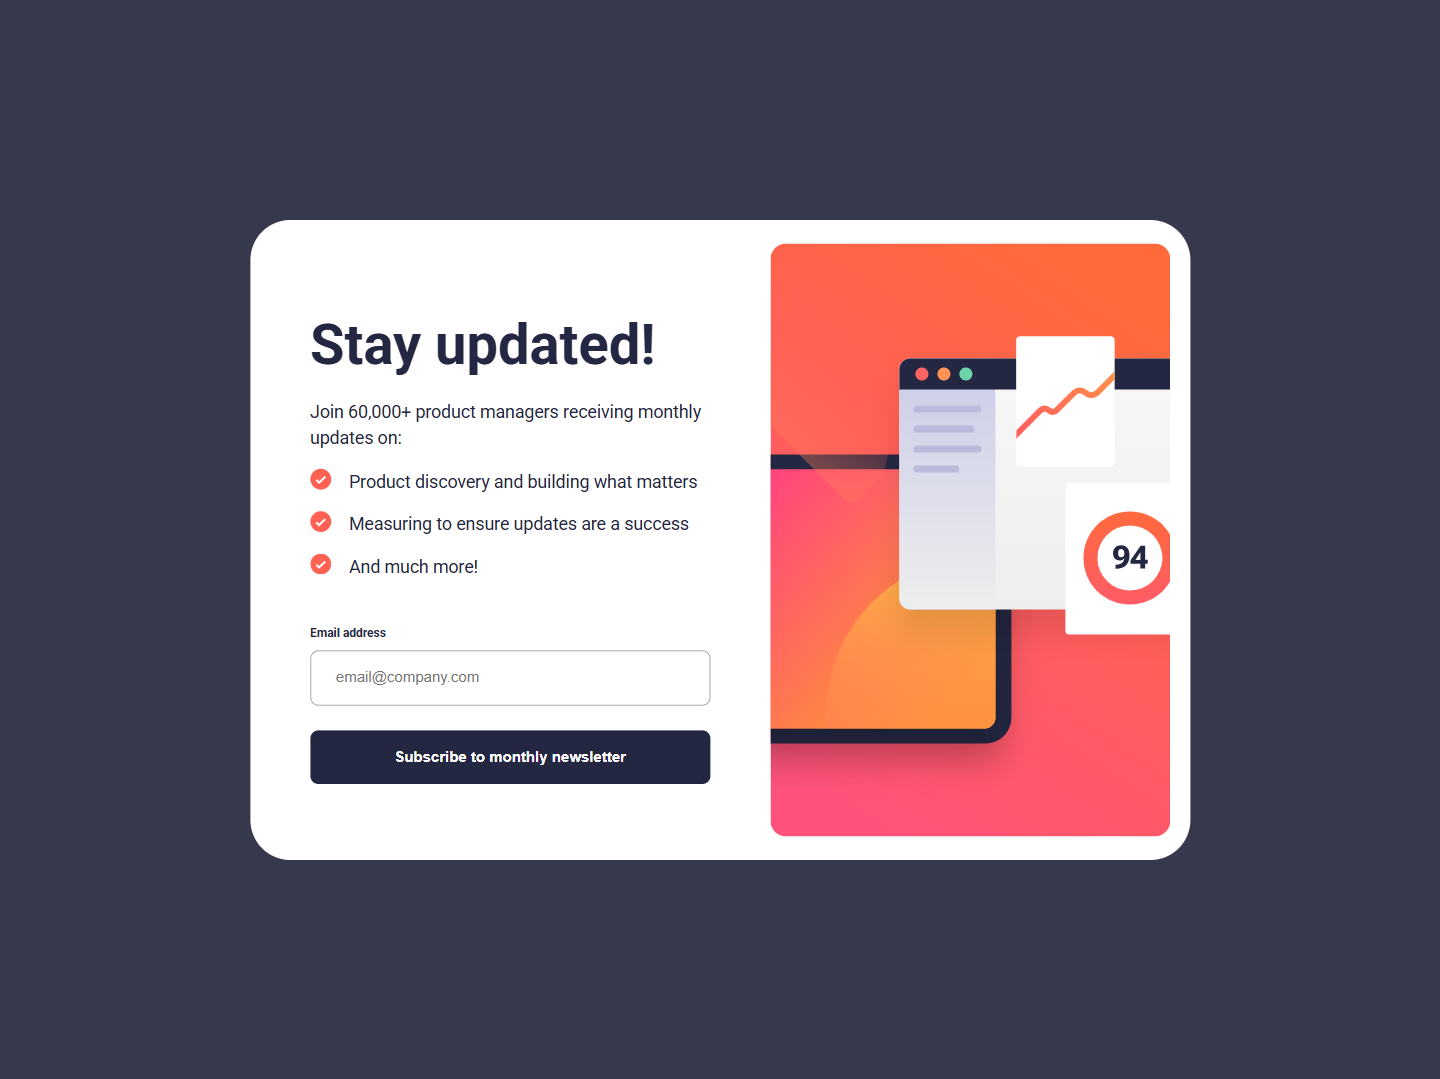 Stay updated!
Join 60,000+ product managers receiving monthly
updates on:
Product discovery and building what matters
Measuring to ensure updates are a success
And much more!
Email address
email@company.com
Subscribe to monthly newsletter
94